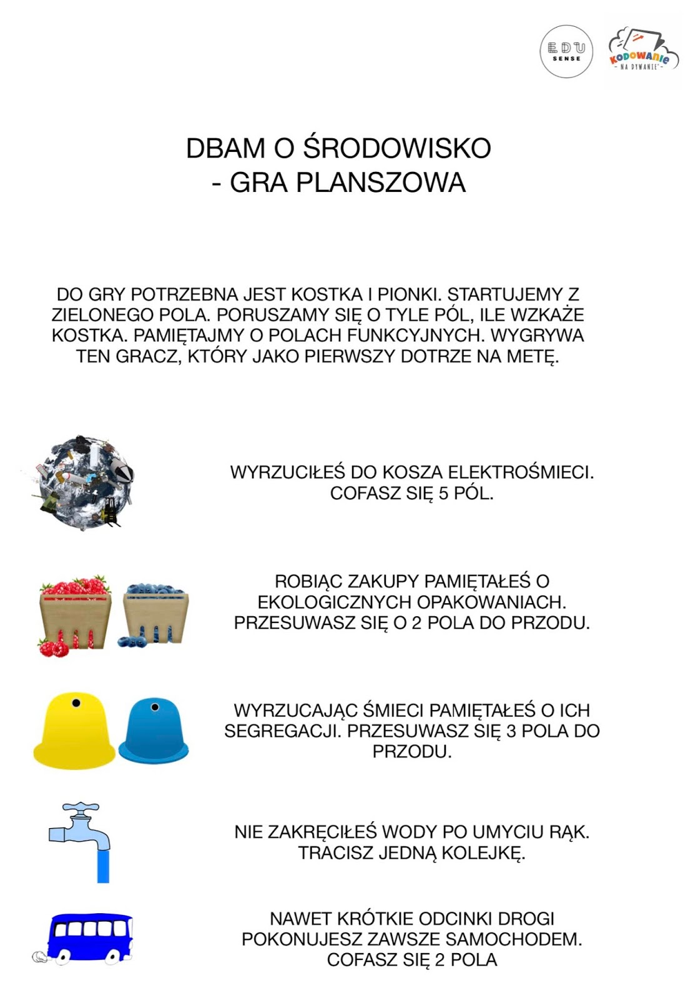 EDU
SENSE
KODOWANIE
- NA DYWANIE -
DBAM O ŚRODOWISKO
- GRA PLANSZOWA
DO GRY POTRZEBNA JEST KOSTKA I PIONKI. STARTUJEMY Z
ZIELONEGO POLA. PORUSZAMY SIĘ O TYLE PÓL, ILE WZKAŻE
KOSTKA. PAMIĘTAJMY O POLACH FUNKCYJNYCH. WYGRYWA
TEN GRACZ, KTÓRY JAKO PIERWSZY DOTRZE NA METĘ.
WYRZUCIŁEŚ DO KOSZA ELEKTROŚMIECI.
COFASZ SIĘ 5 PÓL.
ROBIĄC ZAKUPY PAMIĘTAŁEŚ O
EKOLOGICZNYCH OPAKOWANIACH.
PRZESUWASZ SIĘ O 2 POLA DO PRZODU.
WYRZUCAJĄC ŚMIECI PAMIĘTAŁEŚ O ICH
SEGREGACJI. PRZESUWASZ SIĘ 3 POLA DO
PRZODU.
NIE ZAKRĘCIŁEŚ WODY PO UMYCIU RĄK.
TRACISZ JEDNĄ KOLEJKĘ.
NAWET KRÓTKIE ODCINKI DROGI
POKONUJESZ ZAWSZE SAMOCHODEM.
COFASZ SIĘ 2 POLA